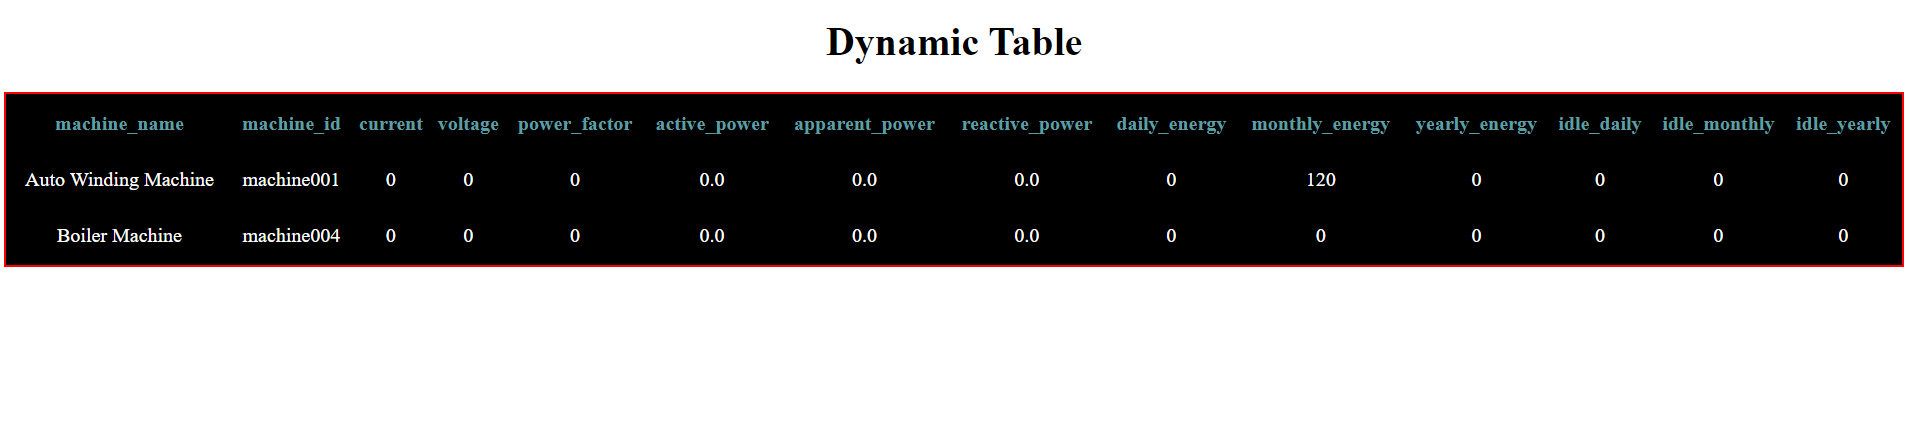 Dynamic Table
machine_name machine_id current voltage power_factor active_power apparent_power reactive_power daily_energy monthly_energy yearly_energy idle_daily idle_monthly idle_yearly
Auto Winding Machine machine001 0 0 0 0.0 0.0 0.0 0 120 0 0 0 0
Boiler Machine machine004 0 0 0 0.0 0.0 0.0 0 0 0 0 0 0